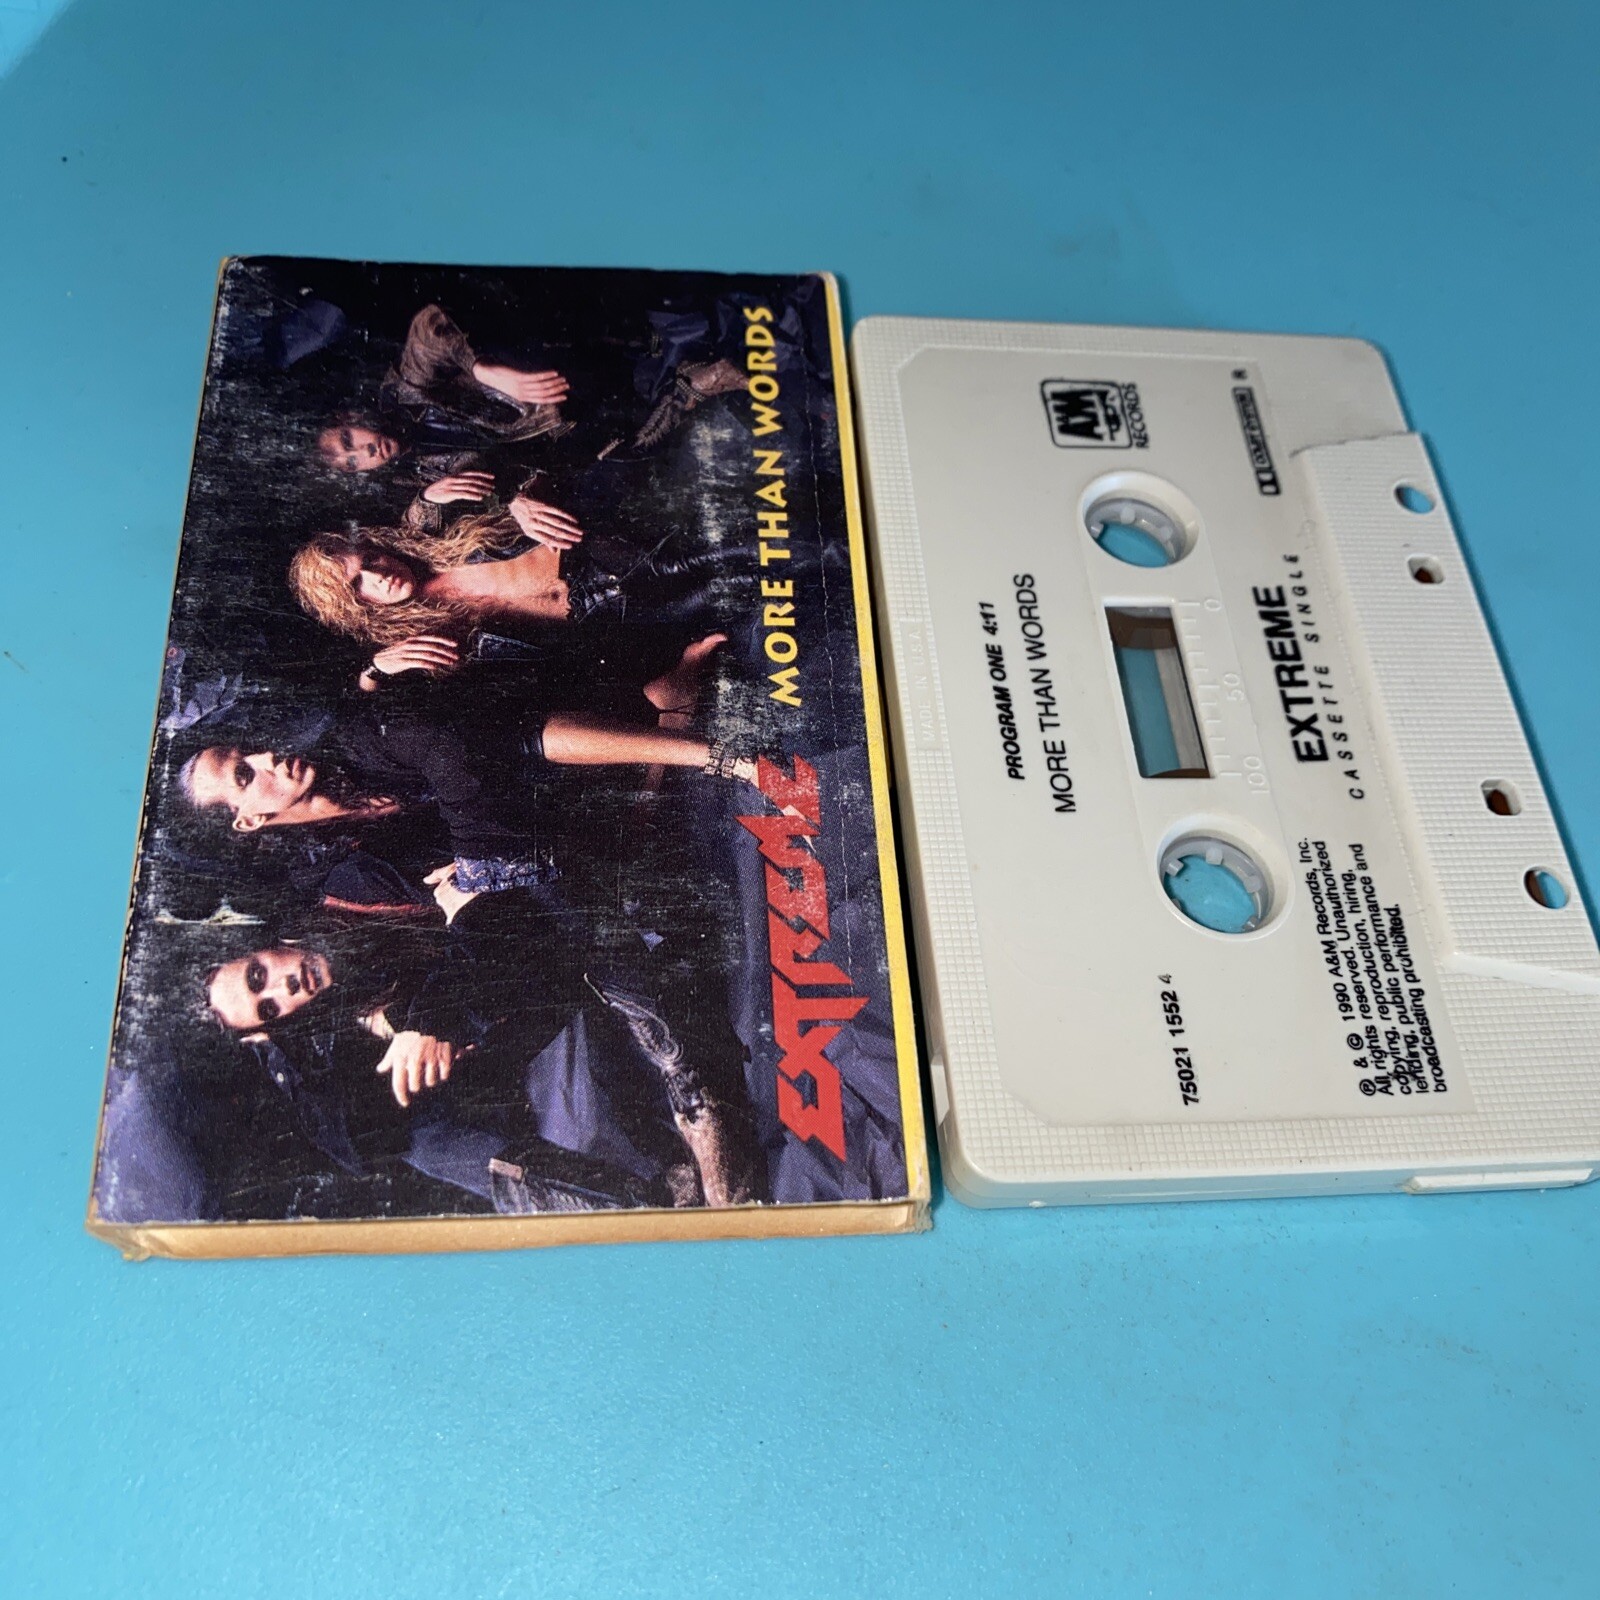 EXTREME
MORE THAN WORDS
A&M
RECORDS
PROGRAM ONE 4:11
MORE THAN WORDS
MADE IN U.S.A.
100 50 0
75021 1552 4
EXTREME
CASSETTE SINGLE
℗ & © 1990 A&M Records, Inc.
All rights reserved. Unauthorized
copying, reproduction, hiring,
lending, public performance and
broadcasting prohibited.